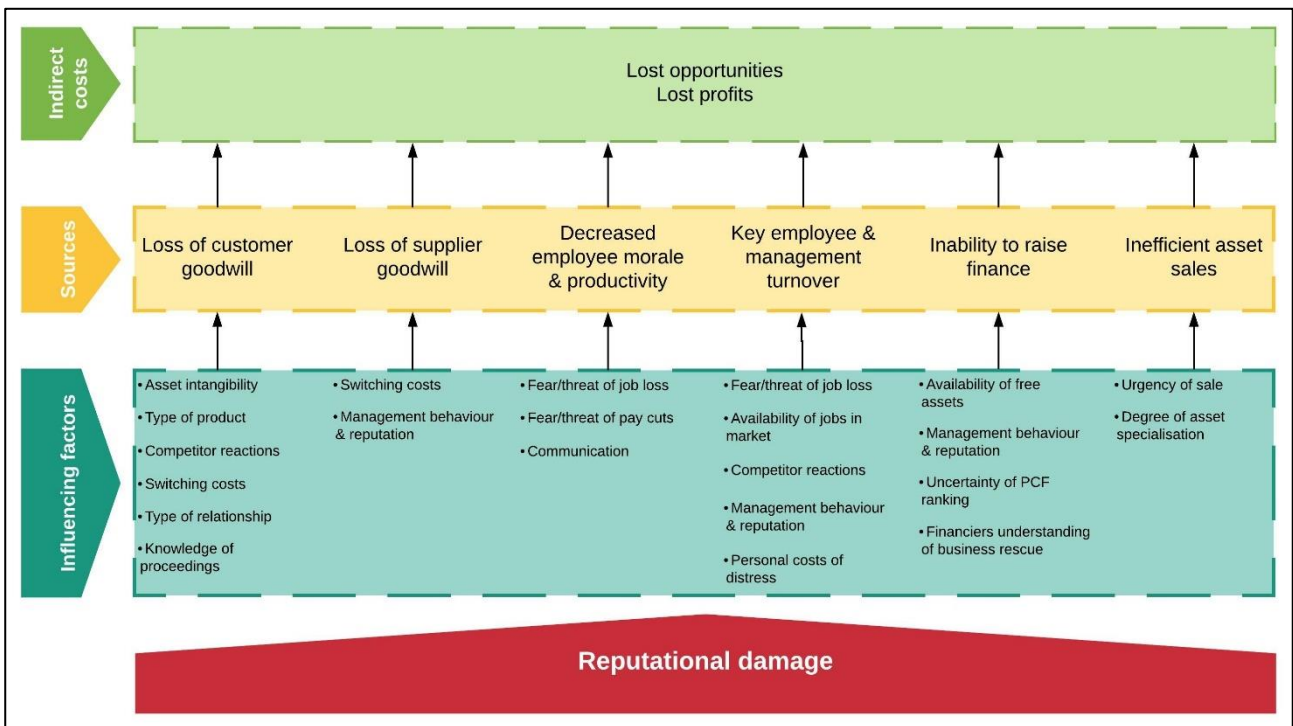 Indirect
costs
Lost opportunities
Lost profits
Sources
Loss of customer
goodwill
Loss of supplier
goodwill
Decreased
employee morale
& productivity
Key employee &
management
turnover
Inability to raise
finance
Inefficient asset
sales
Influencing factors
• Asset intangibility
• Type of product
• Competitor reactions
• Switching costs
• Type of relationship
• Knowledge of
proceedings
• Switching costs
• Management behaviour
& reputation
• Fear/threat of job loss
• Fear/threat of pay cuts
• Communication
• Fear/threat of job loss
• Availability of jobs in
market
• Competitor reactions
• Management behaviour
& reputation
• Personal costs of
distress
• Availability of free
assets
• Management behaviour
& reputation
• Uncertainty of PCF
ranking
• Financiers understanding
of business rescue
• Urgency of sale
• Degree of asset
specialisation
Reputational damage